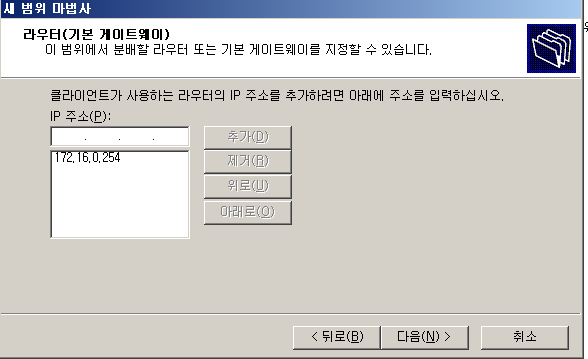 새 범위 마법사
라우터(기본 게이트웨이)
이 범위에서 분배할 라우터 또는 기본 게이트웨이를 지정할 수 있습니다.
클라이언트가 사용하는 라우터의 IP 주소를 추가하려면 아래에 주소를 입력하십시오.
IP 주소(P):
. . .
추가(D)
172.16.0.254
제거(R)
위로(U)
아래로(O)
< 뒤로(B)
다음(N) >
취소